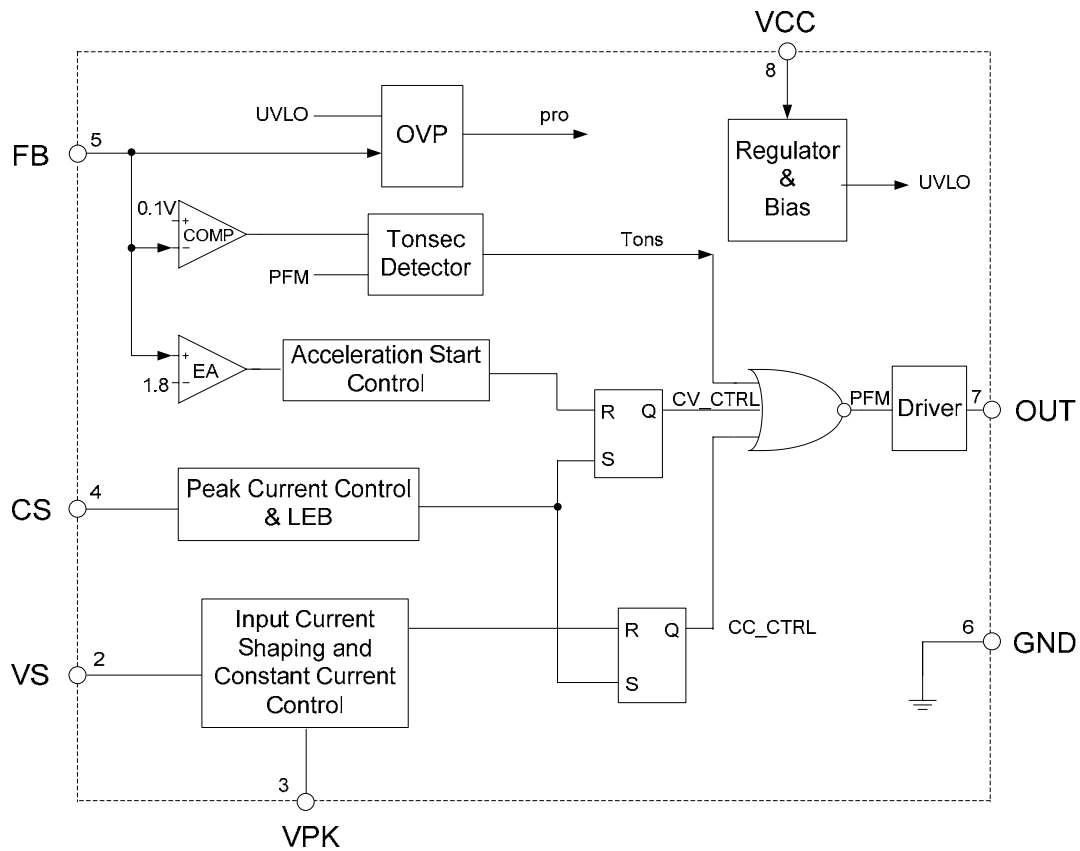 VCC
8
UVLO
OVP
pro
FB
5
Regulator
&
Bias
UVLO
0.1V
+
COMP
−
Tonsec
Detector
Tons
PFM
+
EA
1.8
−
Acceleration Start
Control
R
Q
S
CV_CTRL
PFM
Driver
7
OUT
CS
4
Peak Current Control
& LEB
VS
2
Input Current
Shaping and
Constant Current
Control
R
Q
S
CC_CTRL
6
GND
3
VPK